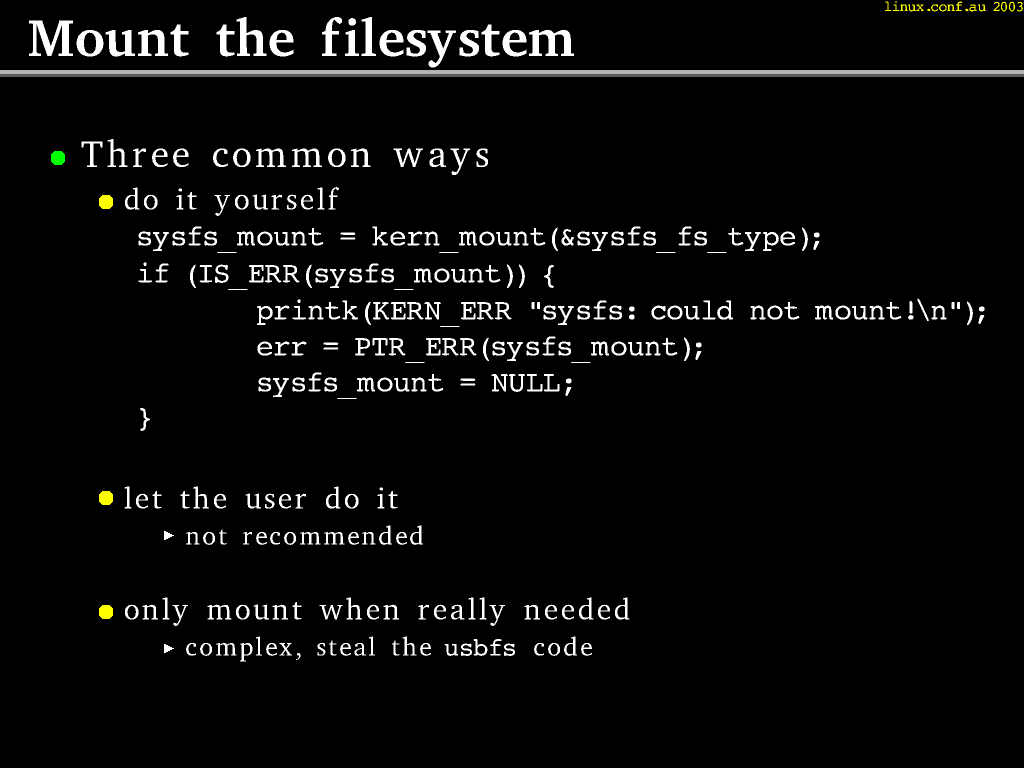 linux.conf.au 2003
Mount the filesystem
Three common ways
do it yourself
sysfs_mount = kern_mount(&sysfs_fs_type);
if (IS_ERR(sysfs_mount)) {
printk(KERN_ERR "sysfs: could not mount!\n");
err = PTR_ERR(sysfs_mount);
sysfs_mount = NULL;
}
let the user do it
not recommended
only mount when really needed
complex, steal the usbfs code